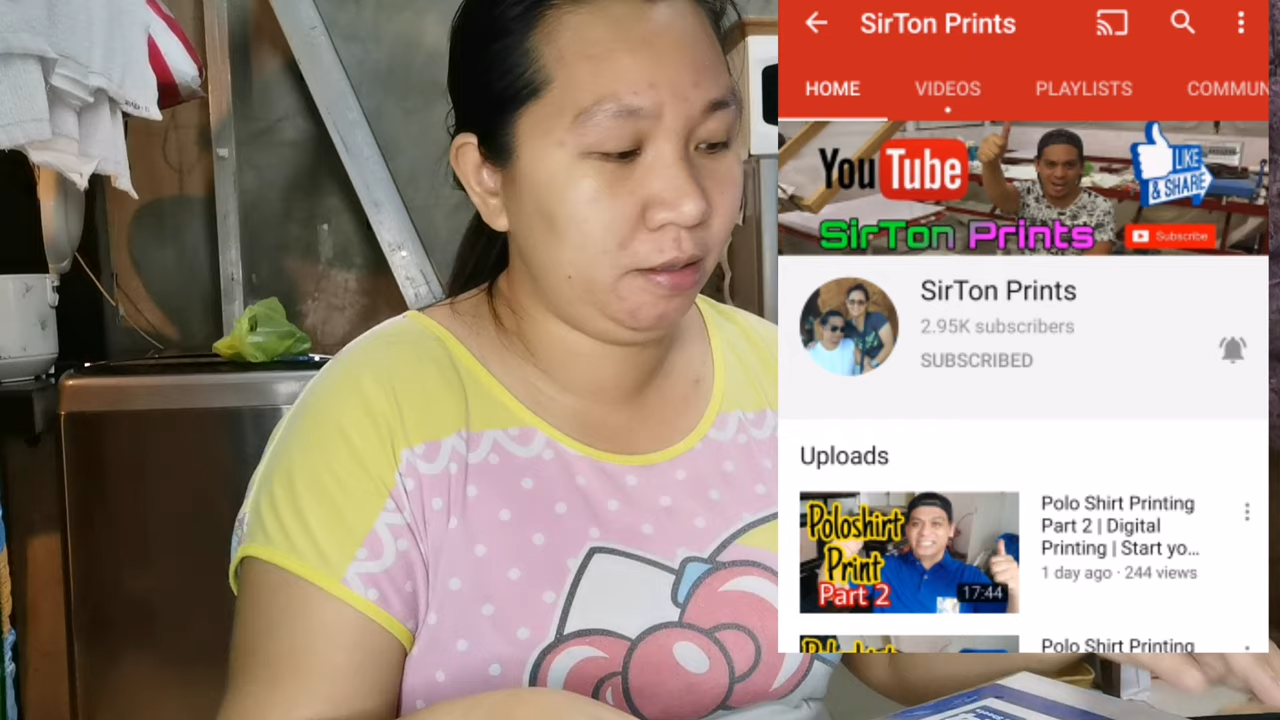 SirTon Prints
HOME VIDEOS PLAYLISTS COMMUN
YouTube
LIKE
& SHARE
SirTon Prints
Subscribe
SirTon Prints
2.95K subscribers
SUBSCRIBED
Uploads
Poloshirt
Print
Part 2
17:44
Polo Shirt Printing
Part 2 | Digital
Printing | Start yo...
1 day ago · 244 views
Polo Shirt Printing